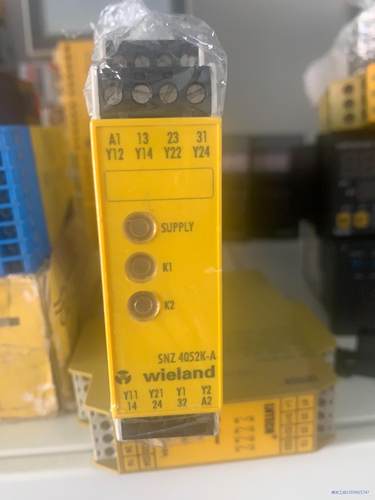 A1 13 23 31
Y12 Y14 Y22 Y24
SUPPLY
K1
K2
SNZ 4052K-A
wieland
Y11 Y21 Y1 Y2
14 24 32 A2